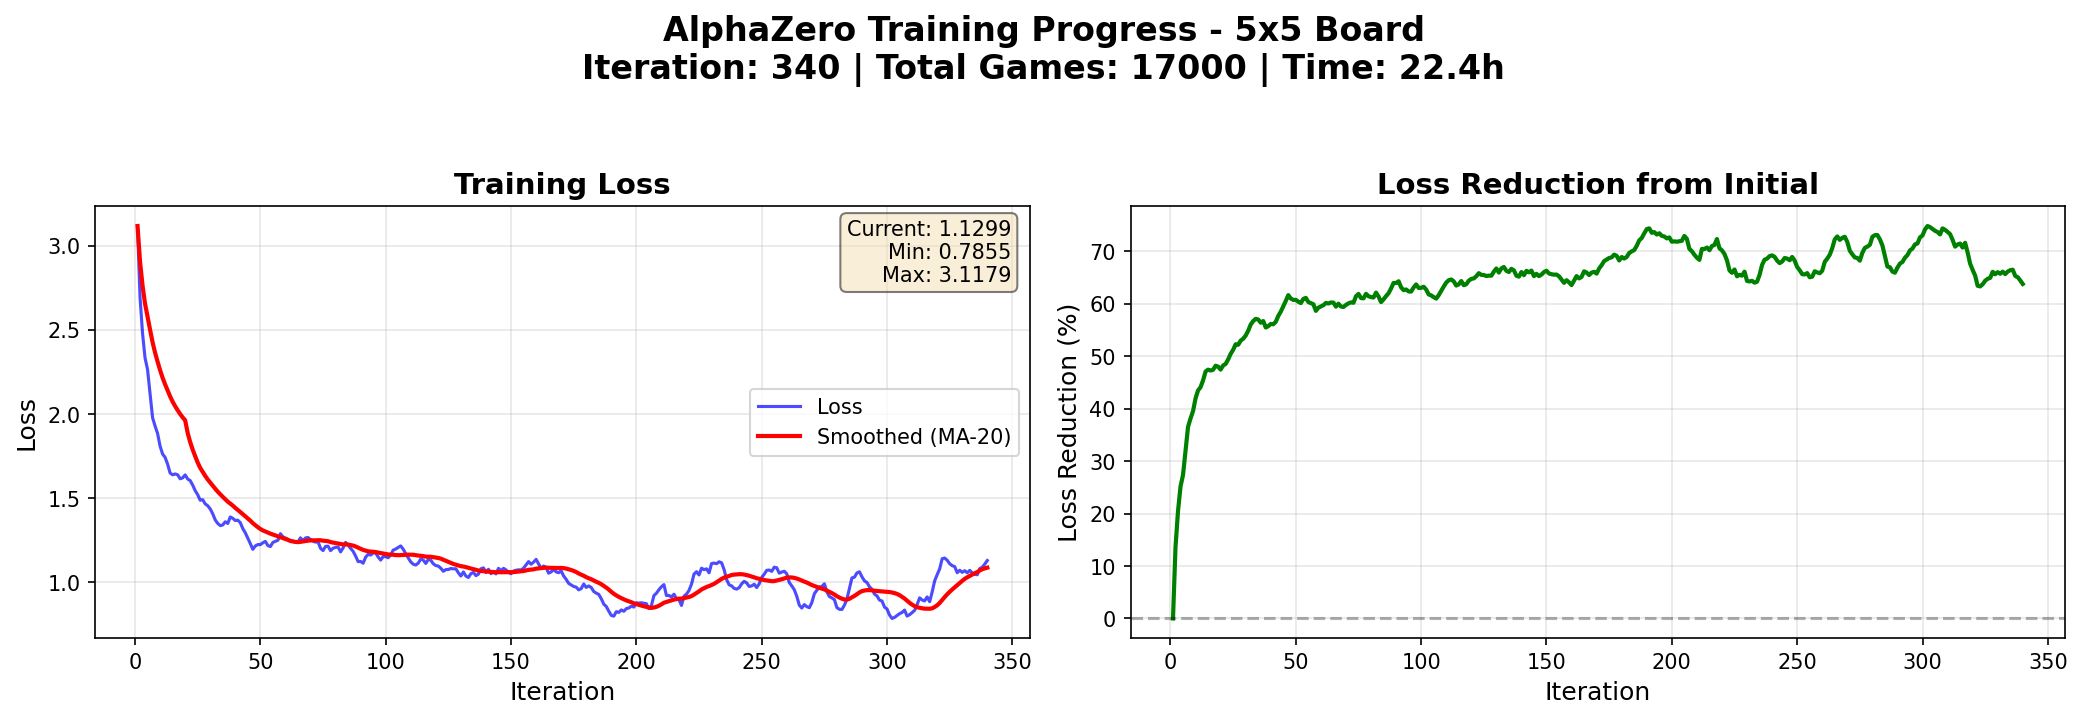 AlphaZero Training Progress - 5x5 Board
Iteration: 340 | Total Games: 17000 | Time: 22.4h
Training Loss
Current: 1.1299
Min: 0.7855
Max: 3.1179
Loss
Smoothed (MA-20)
Loss
3.0
2.5
2.0
1.5
1.0
0 50 100 150 200 250 300 350
Iteration
Loss Reduction from Initial
Loss Reduction (%)
70
60
50
40
30
20
10
0
0 50 100 150 200 250 300 350
Iteration